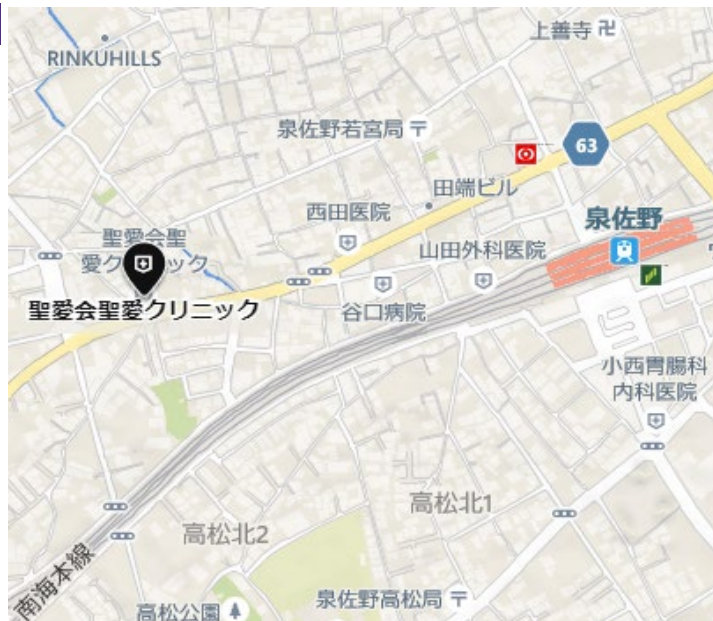 上善寺
RINKUHILLS
泉佐野若宮局
63
田端ビル
西田医院
泉佐野
聖愛会聖
愛クリニック
山田外科医院
聖愛会聖愛クリニック
谷口病院
小西胃腸科
内科医院
高松北1
高松北2
南海本線
泉佐野高松局
高松公園